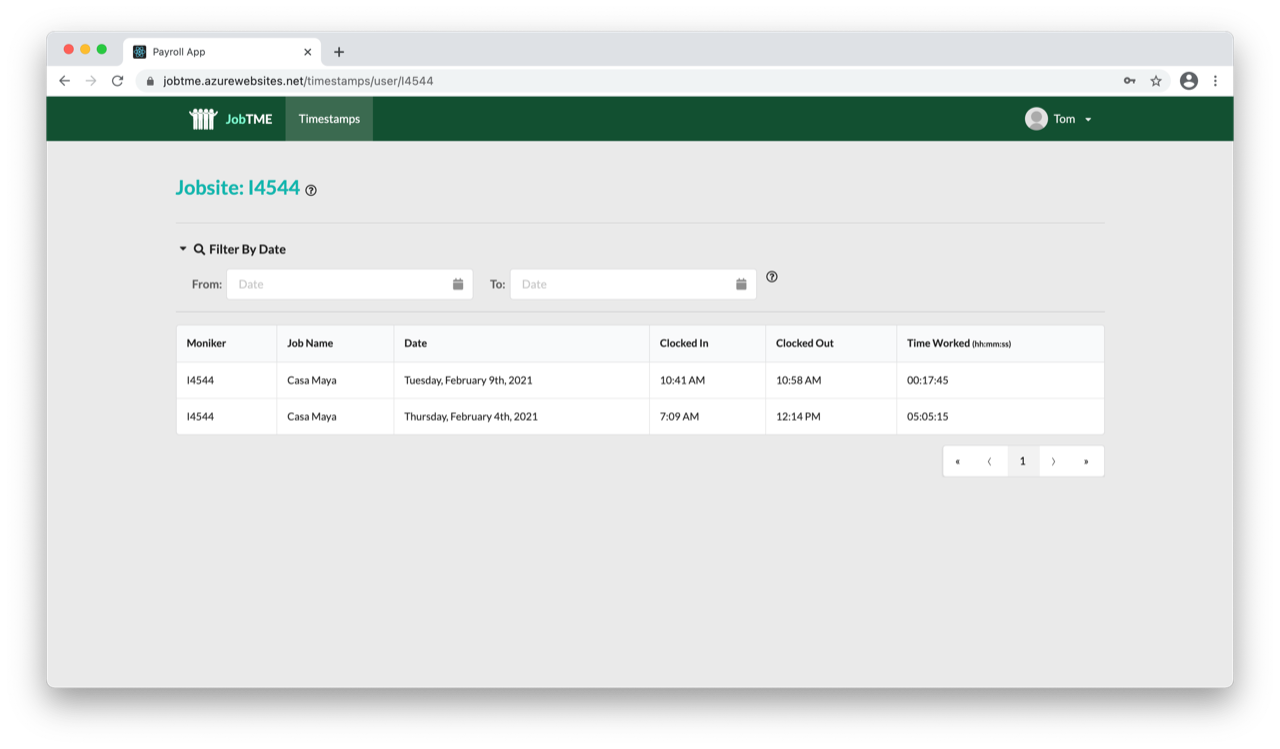 Payroll App
jobtme.azurewebsites.net/timestamps/user/I4544
JobTME Timestamps Tom
Jobsite: I4544
Filter By Date
From: Date To: Date
Moniker Job Name Date Clocked In Clocked Out Time Worked (hh:mm:ss)
I4544 Casa Maya Tuesday, February 9th, 2021 10:41 AM 10:58 AM 00:17:45
I4544 Casa Maya Thursday, February 4th, 2021 7:09 AM 12:14 PM 05:05:15
« ⟨ 1 ⟩ »